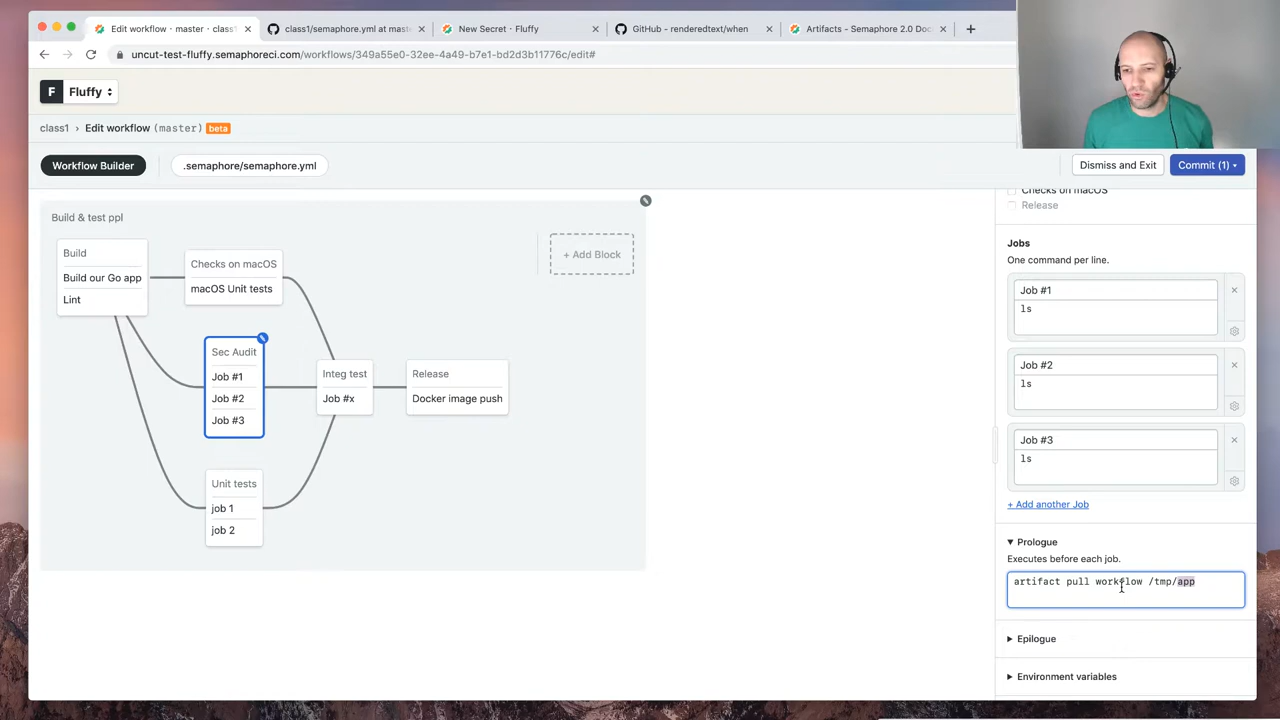 Edit workflow · master · class1
class1/semaphore.yml at mast
New Secret · Fluffy
GitHub - renderedtext/when
Artifacts - Semaphore 2.0 Doc
uncut-test-fluffy.semaphoreci.com/workflows/349a55e0-32ee-4a49-b7e1-bd2d3b11776c/edit#
F Fluffy
class1 › Edit workflow (master) beta
Workflow Builder
.semaphore/semaphore.yml
Dismiss and Exit
Commit (1)
Build & test ppl
Build
Build our Go app
Lint
Checks on macOS
macOS Unit tests
+ Add Block
Sec Audit
Job #1
Job #2
Job #3
Integ test
Job #x
Release
Docker image push
Unit tests
job 1
job 2
Checks on macOS
Release
Jobs
One command per line.
Job #1
ls
Job #2
ls
Job #3
ls
+ Add another Job
Prologue
Executes before each job.
artifact pull workflow /tmp/app
Epilogue
Environment variables